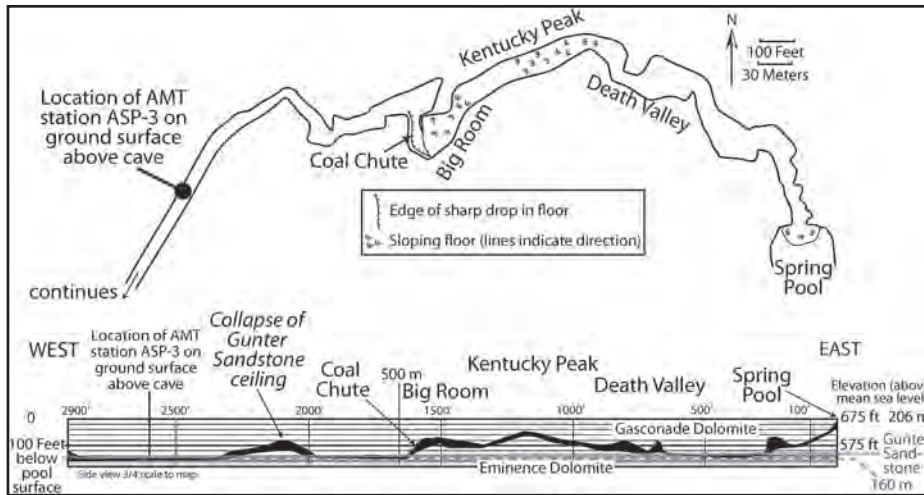 Kentucky Peak
N
100 Feet
30 Meters
Location of AMT
station ASP-3 on
ground surface
above cave
Death Valley
Coal Chute
Big Room
Edge of sharp drop in floor
Sloping floor (lines indicate direction)
Spring
Pool
continues
WEST
Location of AMT
station ASP-3 on
ground surface
above cave
Collapse of
Gunter
Sandstone
ceiling
Coal
Chute
500 m
Big Room
Kentucky Peak
Death Valley
Spring
Pool
EAST
Elevation (above
mean sea level)
0
2900'
2500'
2000'
1500'
1000'
500'
100'
675 ft 206 m
Gasconade Dolomite
100 Feet
below
pool
surface
575 ft
Gunter
Sand-
stone
Side view 3/4 scale to map
Eminence Dolomite
160 m